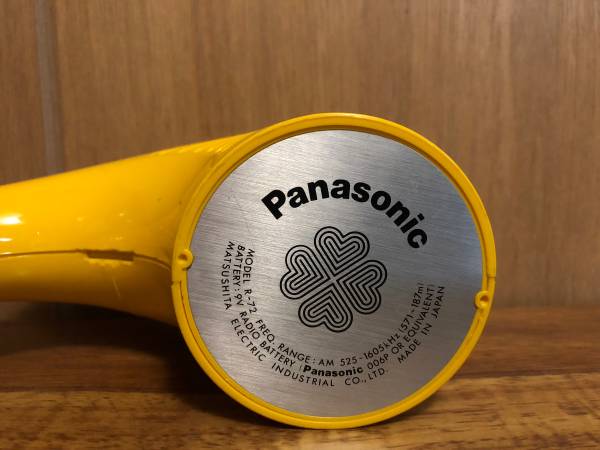 Panasonic
MODEL R-72 FREQ. RANGE: AM 525-1605kHz (571~187m)
BATTERY: 9V RADIO BATTERY (Panasonic 006P OR EQUIVALENT)
MATSUSHITA ELECTRIC INDUSTRIAL CO., LTD. MADE IN JAPAN